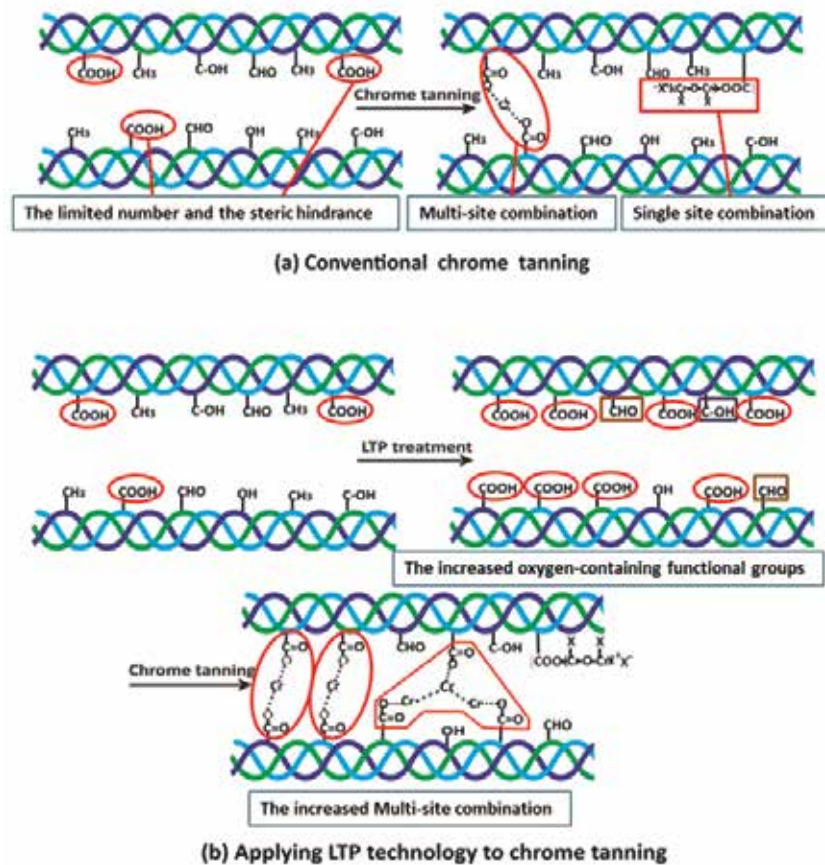 COOH CH3 C-OH CHO CH3 COOH
Chrome tanning
CH3 COOH CHO OH CH3 C-OH
C=O CH3 C-OH CHO CH3
C=O
CH3 CHO OH CH3 C-OH
The limited number and the steric hindrance
Multi-site combination
Single site combination
(a) Conventional chrome tanning
COOH CH3 C-OH CHO CH3 COOH
LTP treatment
CH3 COOH CHO OH CH3 C-OH
COOH COOH CHO COOH C-OH COOH
COOH COOH COOH OH COOH CHO
The increased oxygen-containing functional groups
Chrome tanning
C=O C=O CHO C=O C-OH
Cr Cr Cr Cr Cr
C=O C=O C=O OH C=O CHO
The increased Multi-site combination
(b) Applying LTP technology to chrome tanning